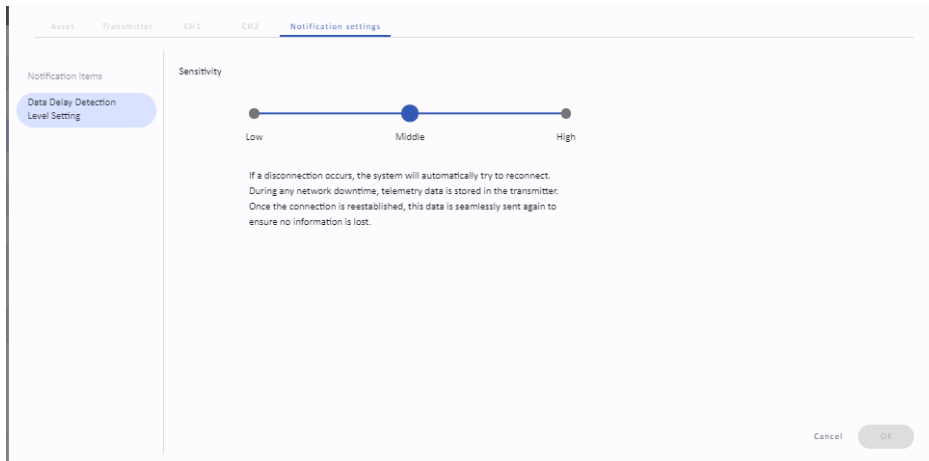 Asset Transmitter CH1 CH2 Notification settings
Notification Items
Data Delay Detection
Level Setting
Sensitivity
Low Middle High
If a disconnection occurs, the system will automatically try to reconnect.
During any network downtime, telemetry data is stored in the transmitter.
Once the connection is reestablished, this data is seamlessly sent again to
ensure no information is lost.
Cancel OK